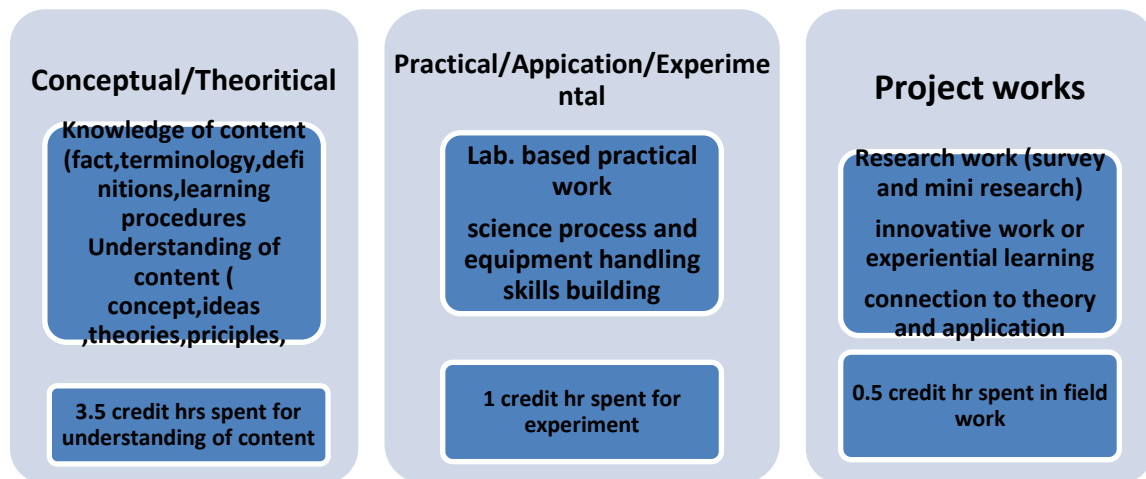 Conceptual/Theoritical
Knowledge of content
(fact,terminology,defi
nitions,learning
procedures
Understanding of
content (
concept,ideas
,theories,priciples,
3.5 credit hrs spent for
understanding of content
Practical/Appication/Experime
ntal
Lab. based practical
work
science process and
equipment handling
skills building
1 credit hr spent for
experiment
Project works
Research work (survey
and mini research)
innovative work or
experiential learning
connection to theory
and application
0.5 credit hr spent in field
work